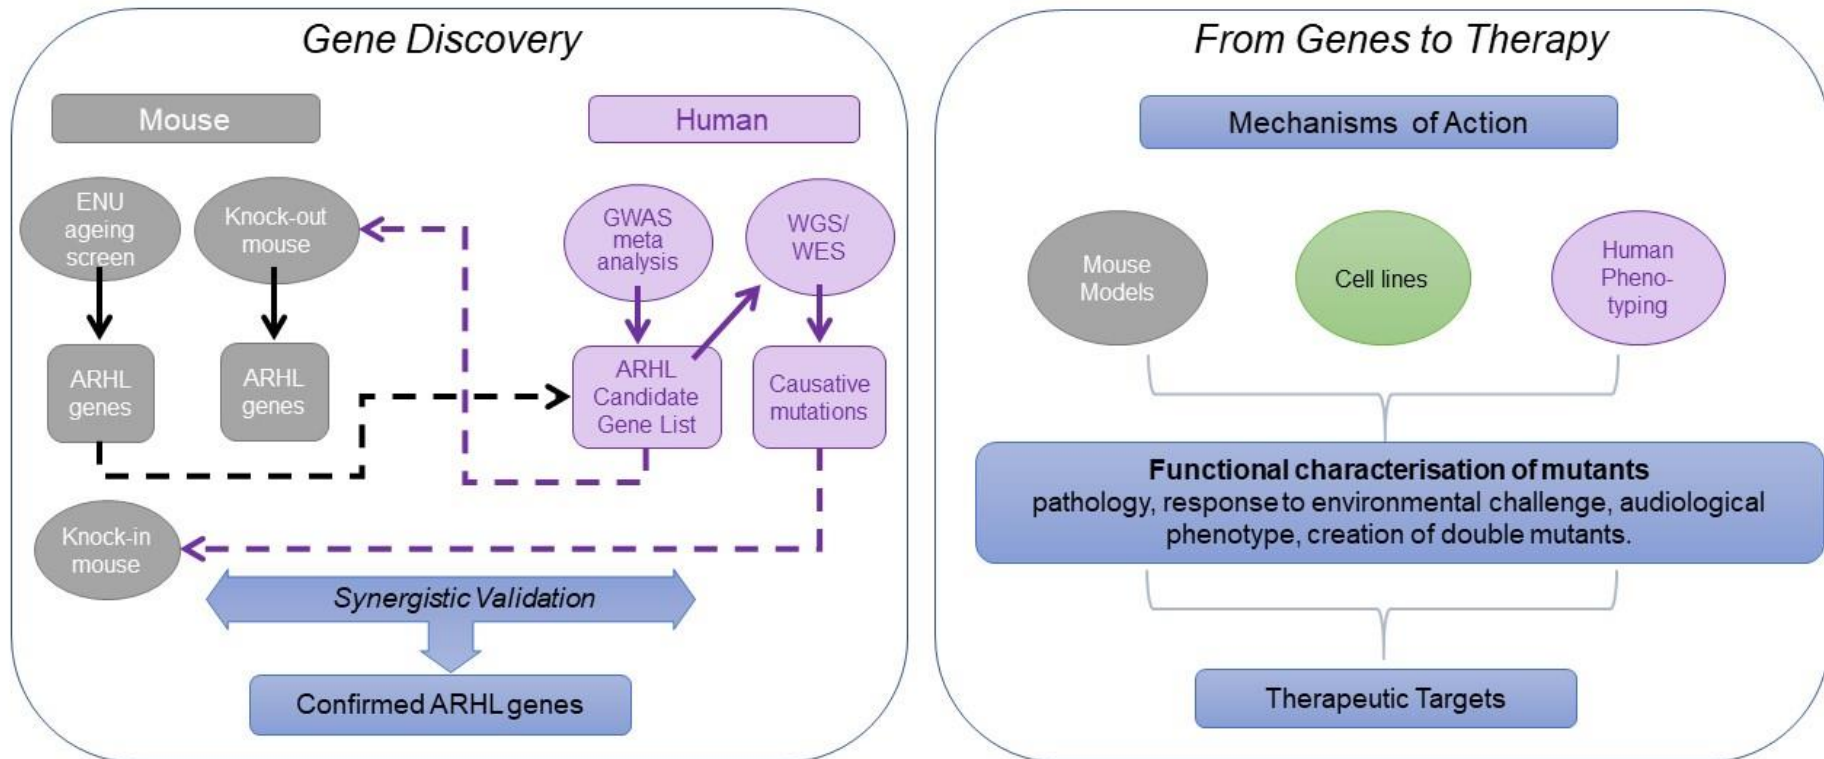 Gene Discovery
Mouse
Human
ENU
ageing
screen
Knock-out
mouse
GWAS
meta
analysis
WGS/
WES
ARHL
genes
ARHL
genes
ARHL
Candidate
Gene List
Causative
mutations
Knock-in
mouse
Synergistic Validation
Confirmed ARHL genes
From Genes to Therapy
Mechanisms of Action
Mouse
Models
Cell lines
Human
Pheno-
typing
Functional characterisation of mutants
pathology, response to environmental challenge, audiological
phenotype, creation of double mutants.
Therapeutic Targets